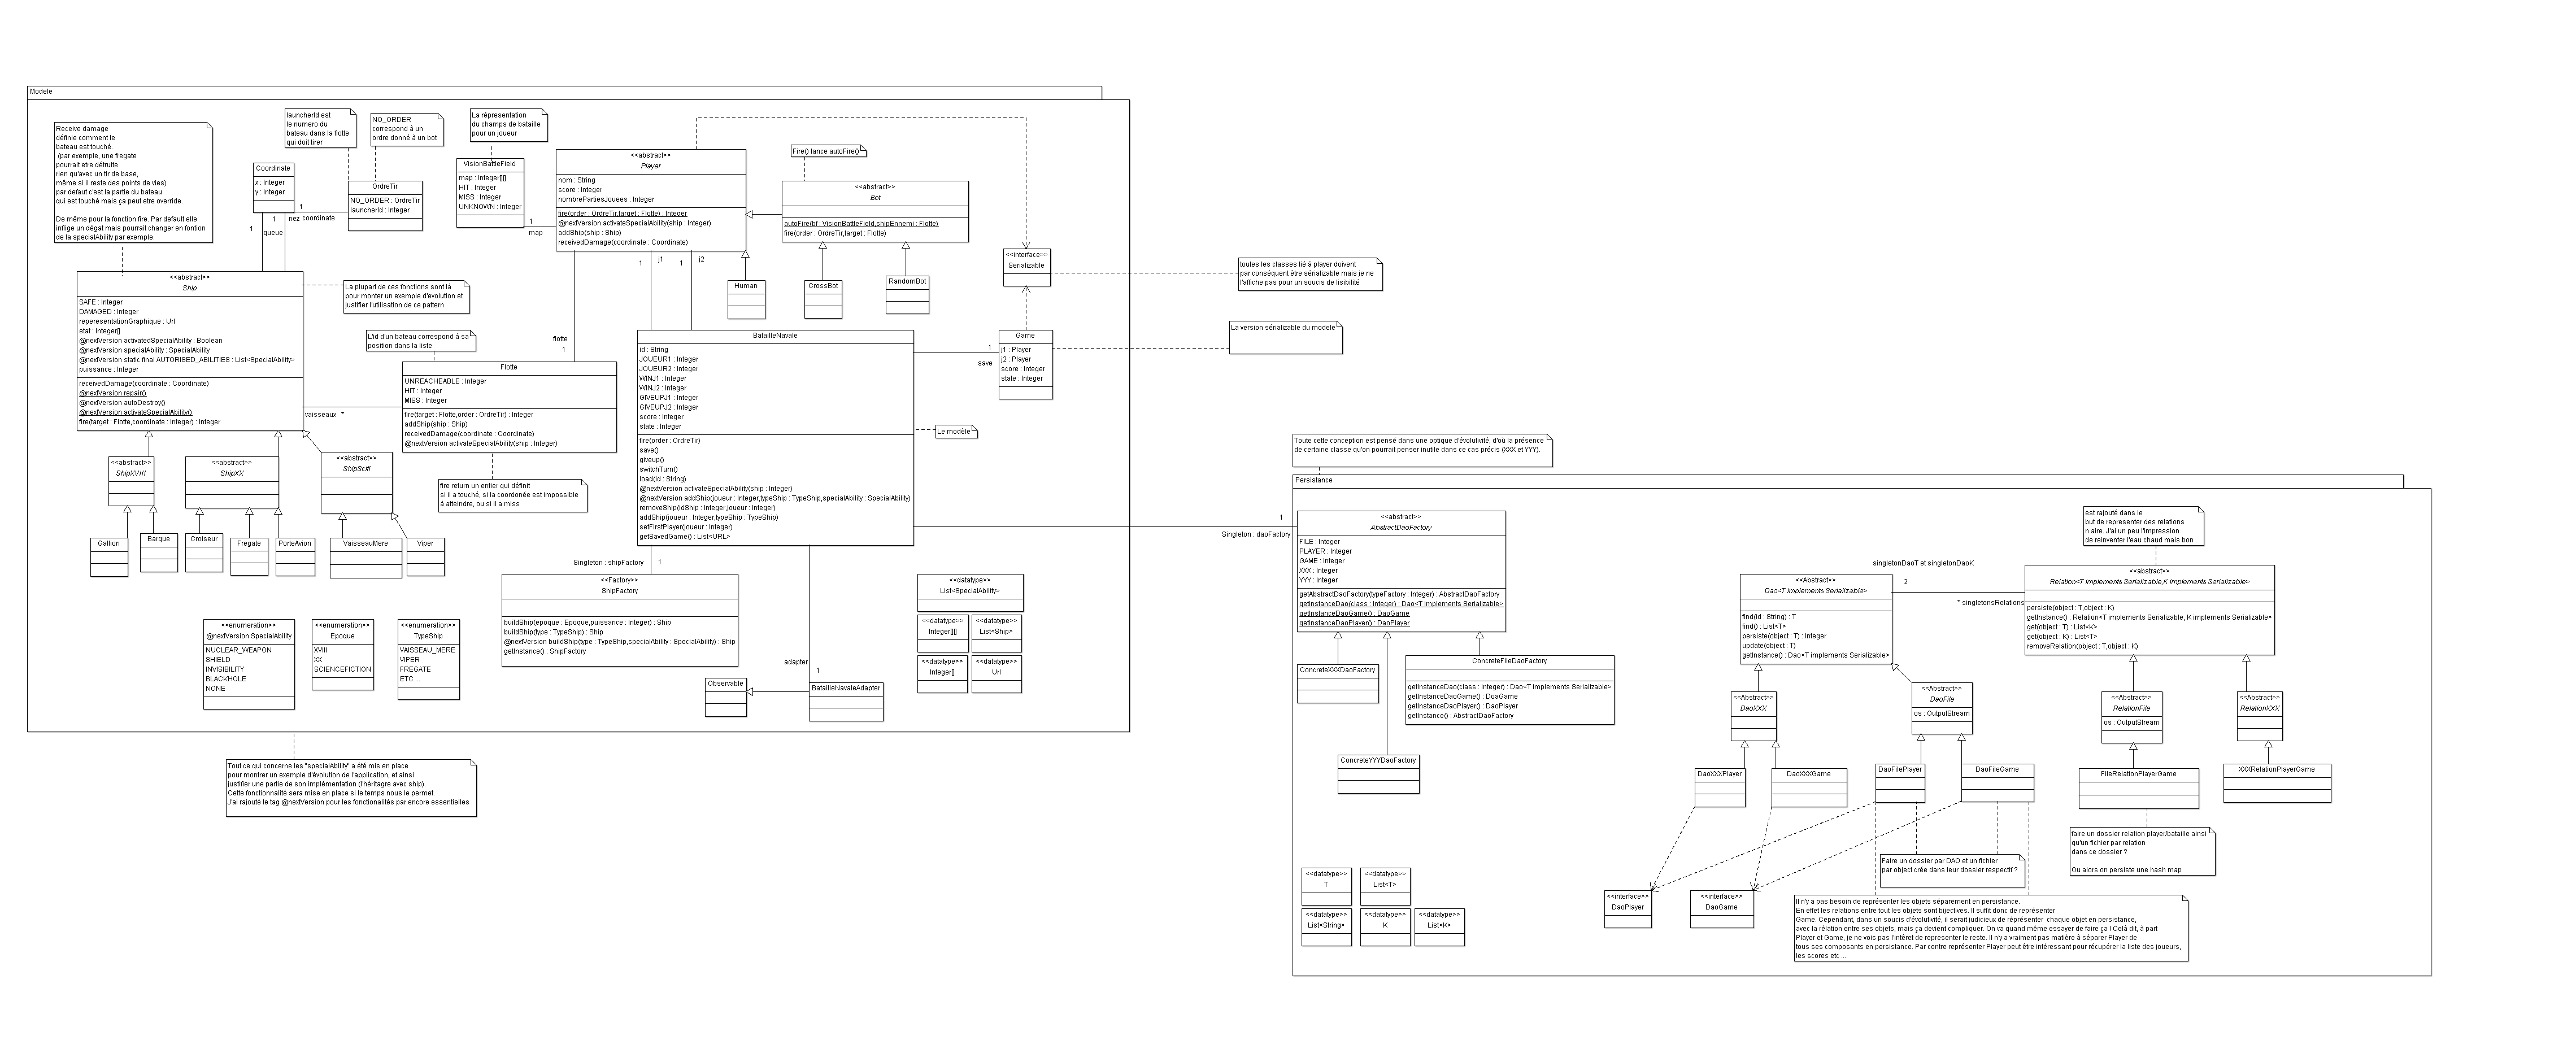 Modele
Receive damage
définie comment le
bateau est touché.
(par exemple, une fregate
pourrait etre détruite
rien qu'avec un tir de base,
même si il reste des points de vies)
par defaut c'est la partie du bateau
qui est touché mais ça peut etre override.
De même pour la fonction fire. Par default elle
inflige un dégat mais pourrait changer en fontion
de la specialAbility par exemple.
launcherId est
le numero du
bateau dans la flotte
qui doit tirer
NO_ORDER
correspond à un
ordre donné à un bot
La répresentation
du champs de bataille
pour un joueur
Coordinate
x : Integer
y : Integer
OrdreTir
NO_ORDER : OrdreTir
launcherId : Integer
1
nez coordinate
1
1
queue
VisionBattleField
map : Integer[][]
HIT : Integer
MISS : Integer
UNKNOWN : Integer
1
map
<<abstract>>
Player
nom : String
score : Integer
nombrePartiesJouees : Integer
fire(order : OrdreTir,target : Flotte) : Integer
@nextVersion activateSpecialAbility(ship : Integer)
addShip(ship : Ship)
receivedDamage(coordinate : Coordinate)
Fire() lance autoFire()
<<abstract>>
Bot
autoFire(bf : VisionBattleField,shipEnnemi : Flotte)
fire(order : OrdreTir,target : Flotte)
Human
CrossBot
RandomBot
1
j1
1
j2
<<interface>>
Serializable
toutes les classes lié à player doivent
par conséquent être sérializable mais je ne
l'affiche pas pour un soucis de lisibilité
<<abstract>>
Ship
SAFE : Integer
DAMAGED : Integer
reperesentationGraphique : Url
etat : Integer[]
@nextVersion activatedSpecialAbility : Boolean
@nextVersion specialAbility : SpecialAbility
@nextVersion static final AUTORISED_ABILITIES : List<SpecialAbility>
puissance : Integer
receivedDamage(coordinate : Coordinate)
@nextVersion repair()
@nextVersion autoDestroy()
@nextVersion activateSpecialAbility()
fire(target : Flotte,coordinate : Integer) : Integer
La plupart de ces fonctions sont là
pour monter un exemple d'evolution et
justifier l'utilisation de ce pattern
L'id d'un bateau correspond à sa
position dans la liste
flotte
1
Flotte
UNREACHEABLE : Integer
HIT : Integer
MISS : Integer
fire(target : Flotte,order : OrdreTir) : Integer
addShip(ship : Ship)
receivedDamage(coordinate : Coordinate)
@nextVersion activateSpecialAbility(ship : Integer)
vaisseaux *
fire return un entier qui définit
si il a touché, si la coordonée est impossible
à atteindre, ou si il a miss
BatailleNavale
id : String
JOUEUR1 : Integer
JOUEUR2 : Integer
WINJ1 : Integer
WINJ2 : Integer
GIVEUPJ1 : Integer
GIVEUPJ2 : Integer
score : Integer
state : Integer
fire(order : OrdreTir)
save()
giveup()
switchTurn()
load(id : String)
@nextVersion activateSpecialAbility(ship : Integer)
@nextVersion addShip(joueur : Integer,typeShip : TypeShip,specialAbility : SpecialAbility)
removeShip(idShip : Integer,joueur : Integer)
addShip(joueur : Integer,typeShip : TypeShip)
setFirstPlayer(joueur : Integer)
getSavedGame() : List<URL>
1
save
Game
j1 : Player
j2 : Player
score : Integer
state : Integer
La version sérializable du modele
Le modèle
<<abstract>>
ShipXVIII
<<abstract>>
ShipXX
<<abstract>>
ShipScifi
Gallion
Barque
Croiseur
Fregate
PorteAvion
VaisseauMere
Viper
Singleton : shipFactory
1
<<Factory>>
ShipFactory
buildShip(epoque : Epoque,puissance : Integer) : Ship
buildShip(type : TypeShip) : Ship
@nextVersion buildShip(type : TypeShip,specialAbility : SpecialAbility) : Ship
getInstance() : ShipFactory
<<enumeration>>
@nextVersion SpecialAbility
NUCLEAR_WEAPON
SHIELD
INVISIBILITY
BLACKHOLE
NONE
<<enumeration>>
Epoque
XVIII
XX
SCIENCEFICTION
<<enumeration>>
TypeShip
VAISSEAU_MERE
VIPER
FREGATE
ETC ...
adapter
1
Observable
BatailleNavaleAdapter
<<datatype>>
List<SpecialAbility>
<<datatype>>
Integer[][]
<<datatype>>
List<Ship>
<<datatype>>
Integer[]
<<datatype>>
Url
Tout ce qui concerne les "specialAbility" a été mis en place
pour montrer un exemple d'évolution de l'application, et ainsi
justifier une partie de son implémentation (l'héritage avec ship).
Cette fonctionnalité sera mise en place si le temps nous le permet.
J'ai rajouté le tag @nextVersion pour les fonctionalités par encore essentielles
Toute cette conception est pensé dans une optique d'évolutivité, d'où la présence
de certaine classe qu'on pourrait penser inutile dans ce cas précis (XXX et YYY).
Persistance
1
Singleton : daoFactory
<<abstract>>
AbstractDaoFactory
FILE : Integer
PLAYER : Integer
GAME : Integer
XXX : Integer
YYY : Integer
getAbstractDaoFactory(typeFactory : Integer) : AbstractDaoFactory
getInstanceDao(class : Integer) : Dao<T implements Serializable>
getInstanceDaoGame() : DaoGame
getInstanceDaoPlayer() : DaoPlayer
ConcreteXXXDaoFactory
ConcreteFileDaoFactory
getInstanceDao(class : Integer) : Dao<T implements Serializable>
getInstanceDaoGame() : DoaGame
getInstanceDaoPlayer() : DaoPlayer
getInstance() : AbstractDaoFactory
ConcreteYYYDaoFactory
est rajouté dans le
but de representer des relations
n aire. J'ai un peu l'impression
de reinventer l'eau chaud mais bon .
singletonDaoT et singletonDaoK
2
* singletonsRelations
<<Abstract>>
Dao<T implements Serializable>
find(id : String) : T
find() : List<T>
persiste(object : T) : Integer
update(object : T)
getInstance() : Dao<T implements Serializable>
<<abstract>>
Relation<T implements Serializable,K implements Serializable>
persiste(object : T,object : K)
getInstance() : Relation<T implements Serializable, K implements Serializable>
get(object : T) : List<K>
get(object : K) : List<T>
removeRelation(object : T,object : K)
<<Abstract>>
DaoXXX
<<Abstract>>
DaoFile
os : OutputStream
<<Abstract>>
RelationFile
os : OutputStream
<<Abstract>>
RelationXXX
DaoXXXPlayer
DaoXXXGame
DaoFilePlayer
DaoFileGame
FileRelationPlayerGame
XXXRelationPlayerGame
faire un dossier relation player/bataille ainsi
qu'un fichier par relation
dans ce dossier ?
Ou alors on persiste une hash map
Faire un dossier par DAO et un fichier
par object crée dans leur dossier respectif ?
<<interface>>
DaoPlayer
<<interface>>
DaoGame
<<datatype>>
T
<<datatype>>
List<T>
<<datatype>>
List<String>
<<datatype>>
K
<<datatype>>
List<K>
Il n'y a pas besoin de représenter les objets séparement en persistance.
En effet les relations entre tout les objets sont bijectives. Il suffit donc de représenter
Game. Cependant, dans un soucis d'évolutivité, il serait judicieux de répresenter chaque objet en persistance,
avec la rélation entre ses objets, mais ça devient compliquer. On va quand même essayer de faire ça ! Celà dit, à part
Player et Game, je ne vois pas l'intêret de representer le reste. Il n'y a vraiment pas matière à séparer Player de
tous ses composants en persistance. Par contre représenter Player peut être intéressant pour récupérer la liste des joueurs,
les scores etc ...